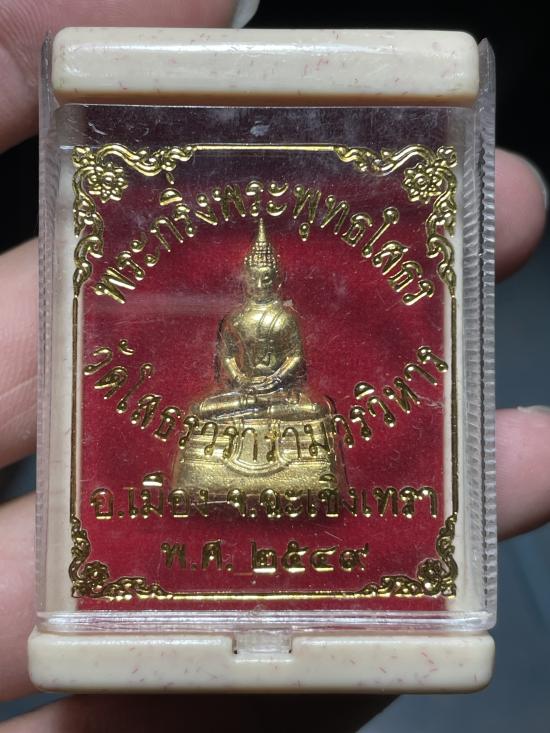 พระกริ่งพระพุทธโสธร
วัดโสธรวรารามวรวิหาร
อ.เมือง จ.ฉะเชิงเทรา
พ.ศ. ๒๕๔๙